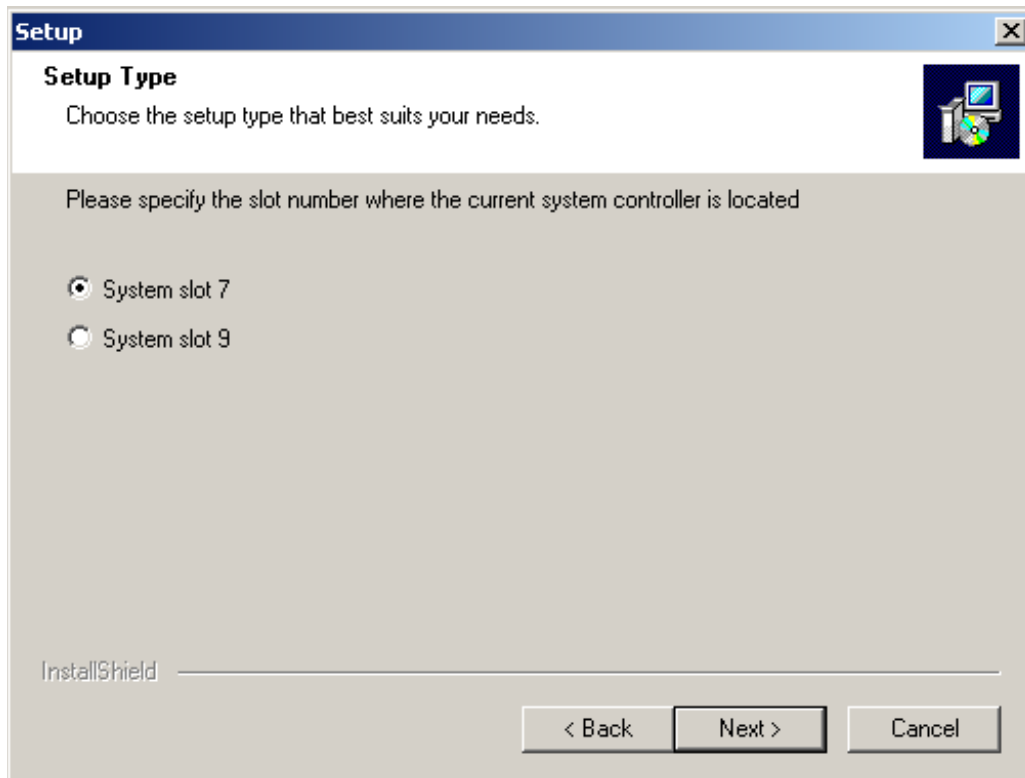 Setup
Setup Type
Choose the setup type that best suits your needs.
Please specify the slot number where the current system controller is located
System slot 7
System slot 9
InstallShield
< Back
Next >
Cancel